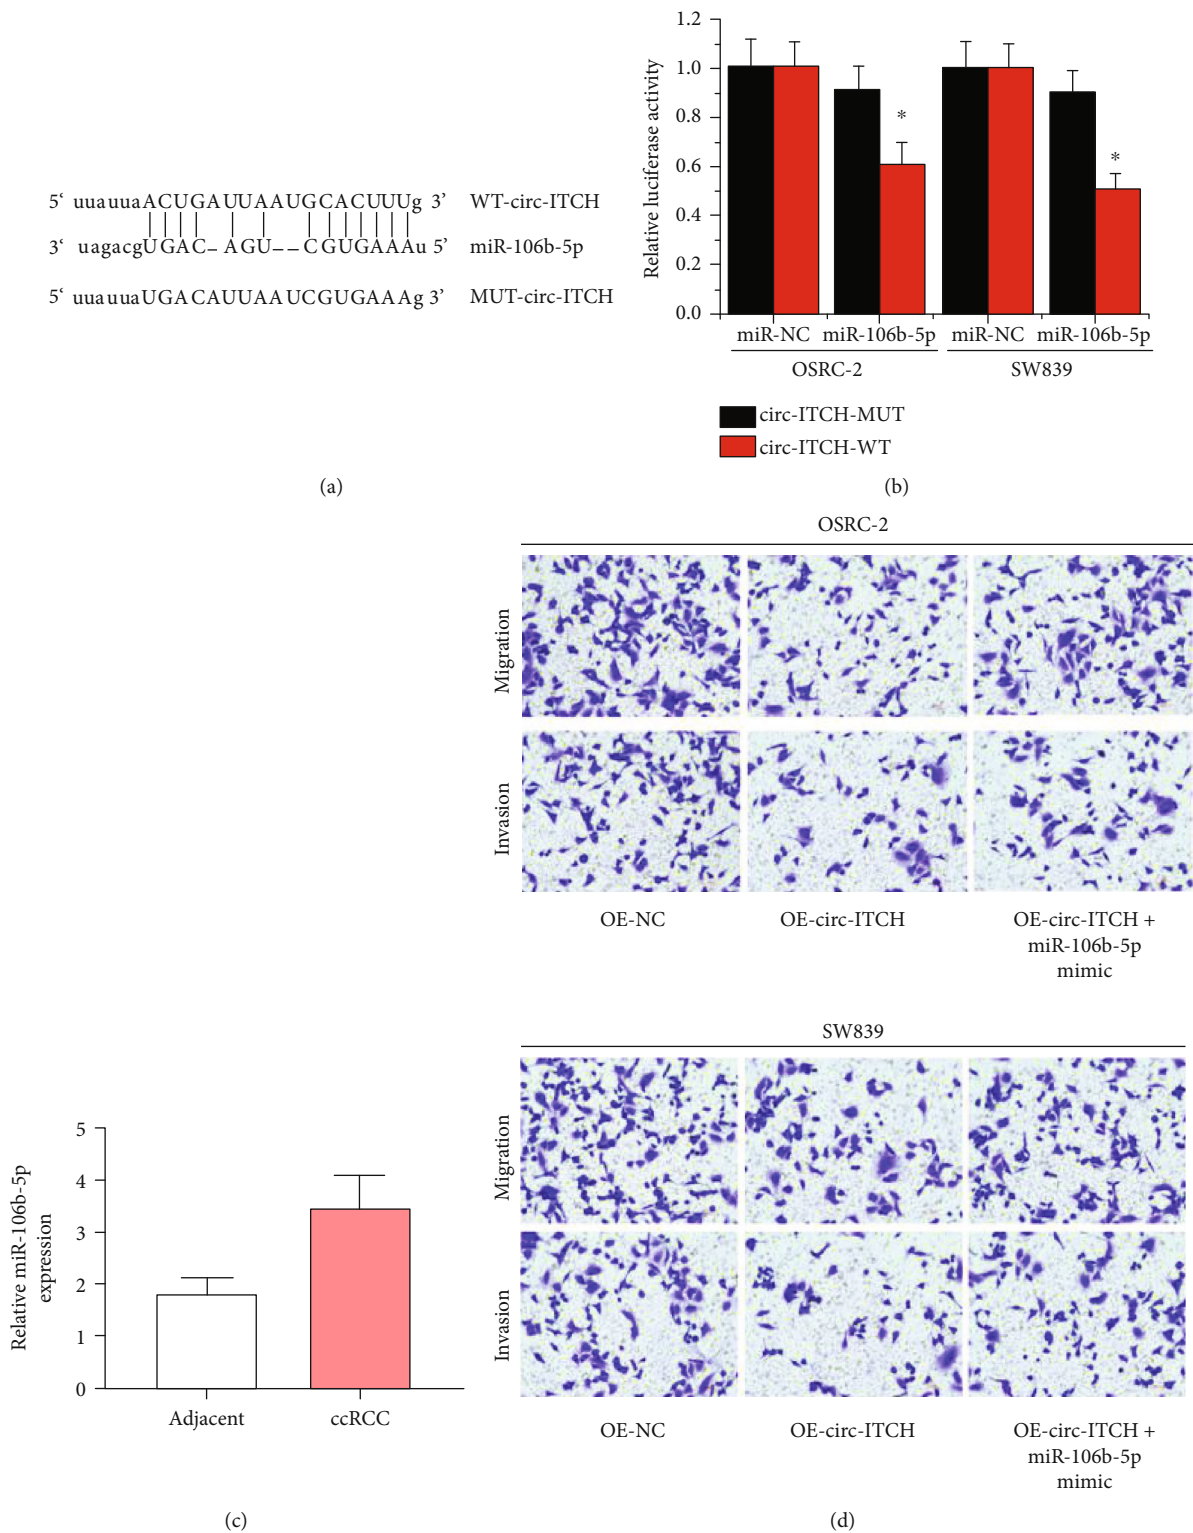 5‘ uuauuaACUGAUUAAUGCACUUUg 3’ WT-circ-ITCH
3‘ uagacgUGAC–AGU––CGUGAAAu 5’ miR-106b-5p
5‘ uuauuaUGACAUUAAUCGUGAAAg 3’ MUT-circ-ITCH
(a)
Relative luciferase activity
1.2
1.0
0.8
0.6
0.4
0.2
0.0
*
*
miR-NC miR-106b-5p miR-NC miR-106b-5p
OSRC-2 SW839
circ-ITCH-MUT
circ-ITCH-WT
(b)
Relative miR-106b-5p
expression
5
4
3
2
1
0
Adjacent ccRCC
(c)
OSRC-2
Migration
Invasion
OE-NC OE-circ-ITCH OE-circ-ITCH +
miR-106b-5p
mimic
SW839
Migration
Invasion
OE-NC OE-circ-ITCH OE-circ-ITCH +
miR-106b-5p
mimic
(d)